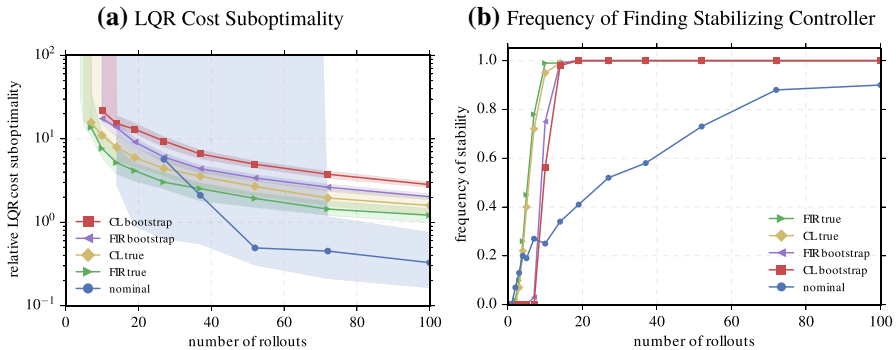 (a) LQR Cost Suboptimality
10^2
10^1
10^0
10^-1
relative LQR cost suboptimality
CL bootstrap
FIR bootstrap
CL true
FIR true
nominal
0 20 40 60 80 100
number of rollouts
(b) Frequency of Finding Stabilizing Controller
1.0
0.8
0.6
0.4
0.2
0.0
frequency of stability
FIR true
CL true
FIR bootstrap
CL bootstrap
nominal
0 20 40 60 80 100
number of rollouts